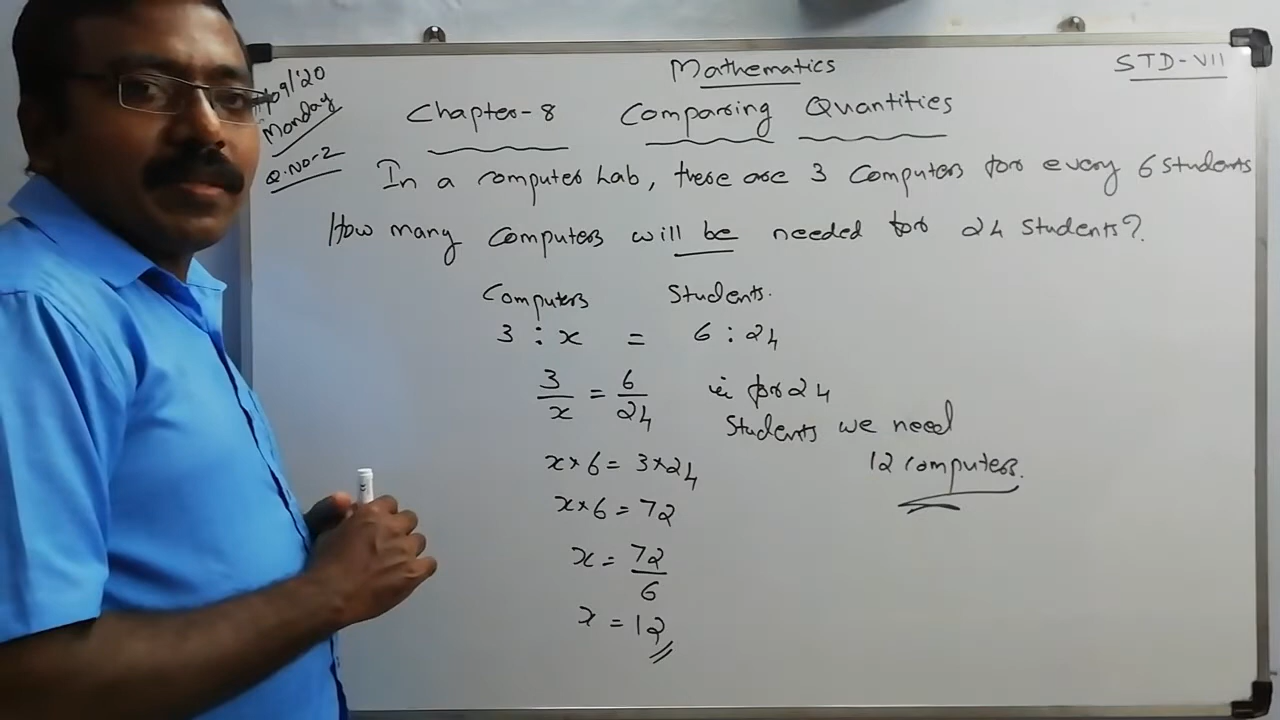 Mathematics
STD-VII
09/'20
Monday
Chapter-8 Comparing Quantities
Q.No-2
In a computer Lab, there are 3 Computers for every 6 Students
How many Computers will be needed for 24 Students?
Computers Students.
3 : x = 6 : 24
3/x = 6/24
x×6 = 3×24
x×6 = 72
x = 72/6
x = 12
ie for 24
Students we need
12 computers.